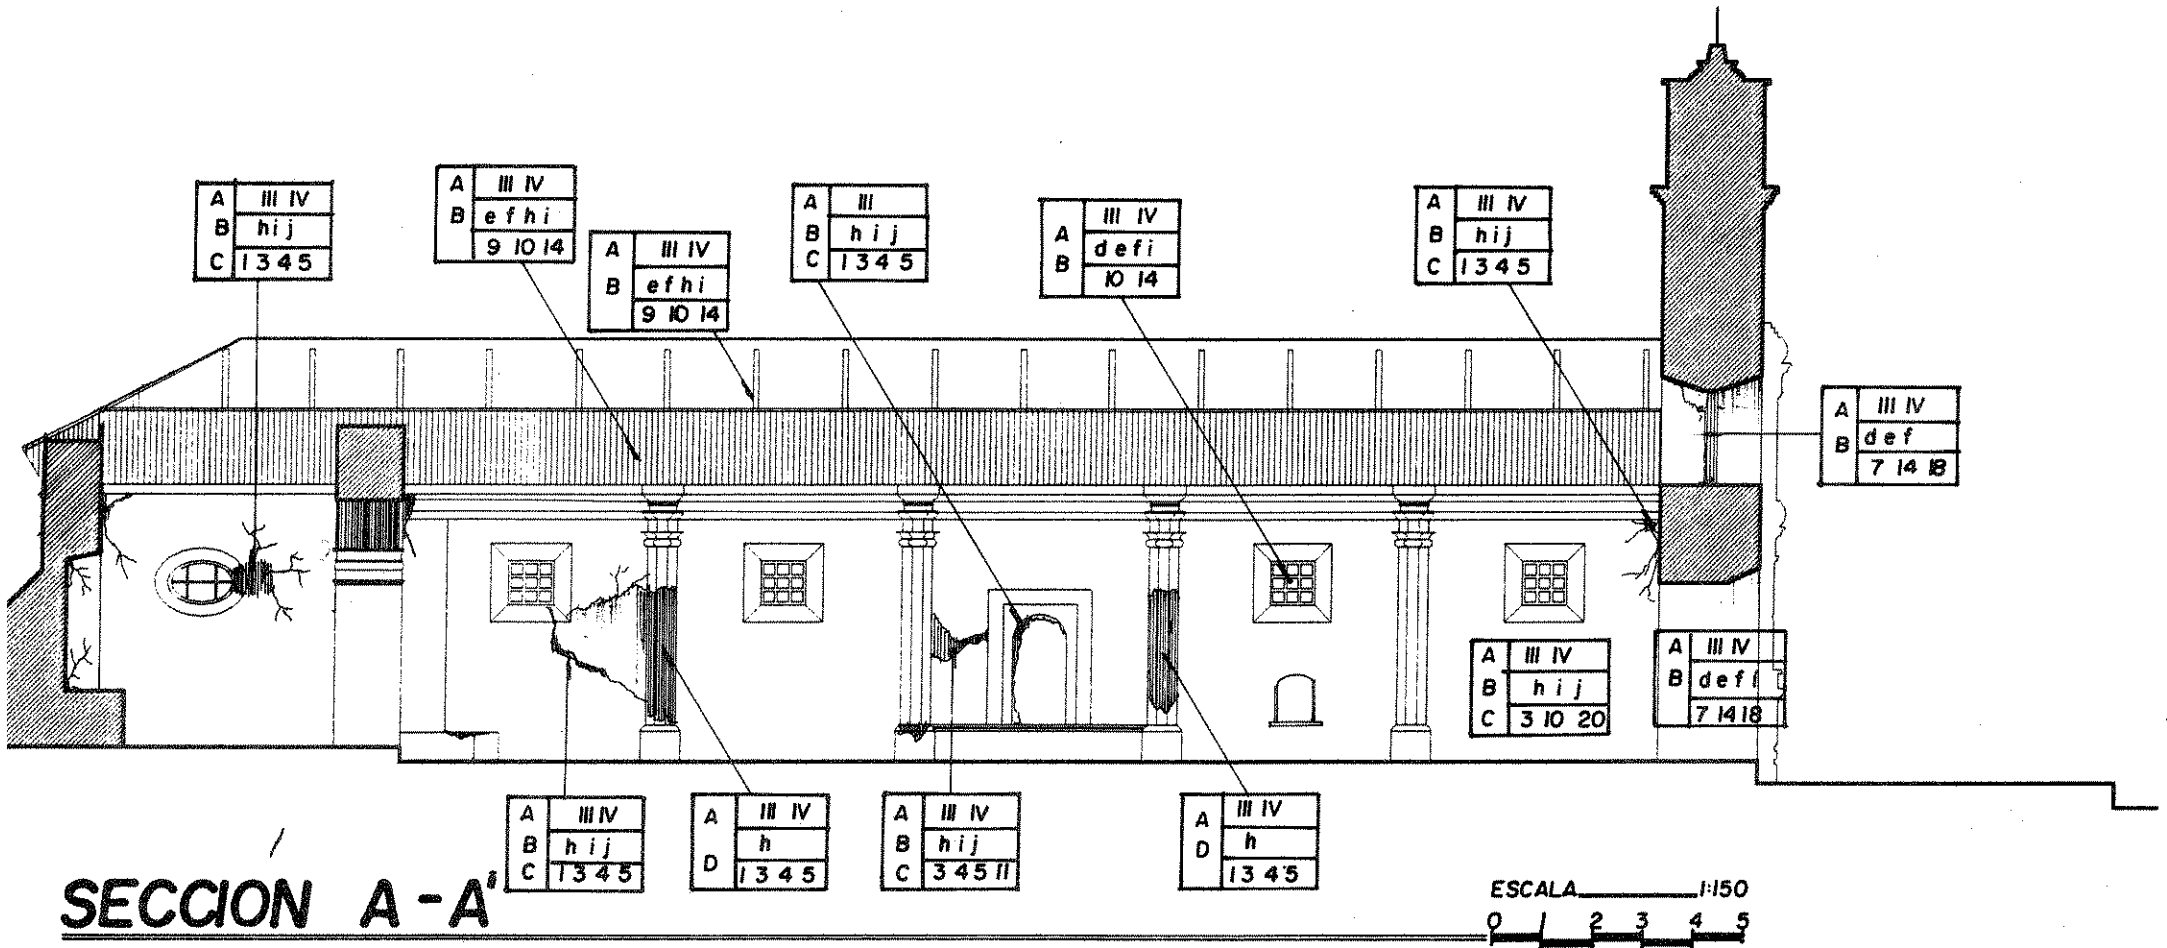 A III IV
B h i j
C 1 3 4 5
A III IV
B e f h i
9 10 14
A III IV
B e f h i
9 10 14
A III
B h i j
C 1 3 4 5
A III IV
B d e f i
10 14
A III IV
B h i j
C 1 3 4 5
A III IV
B d e f
7 14 18
A III IV
B h i j
C 3 10 20
A III IV
B d e f i
7 14 18
A III IV
B h i j
C 1 3 4 5
A III IV
D h
1 3 4 5
A III IV
B h i j
C 3 4 5 11
A III IV
D h
1 3 4 5
SECCION A - A'
ESCALA 1:150
0 1 2 3 4 5